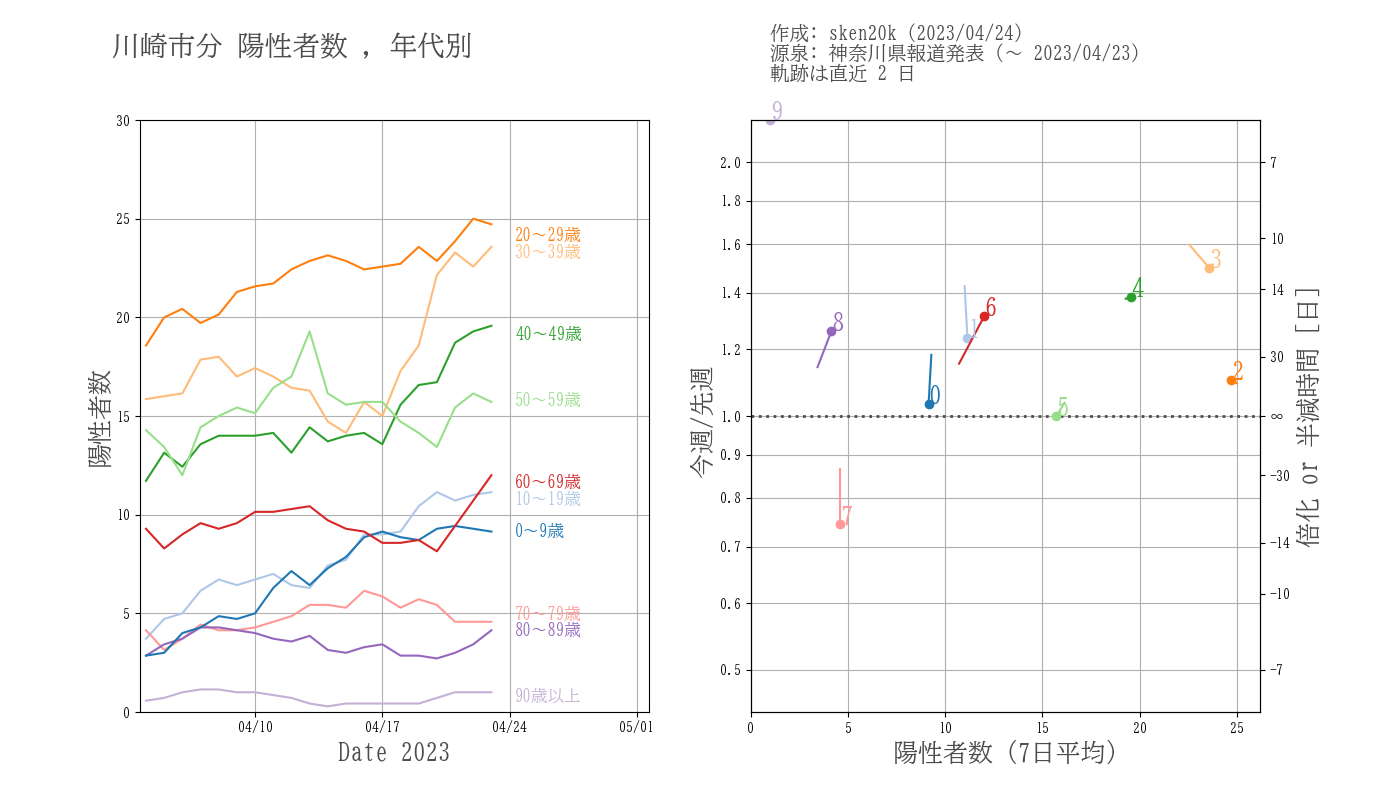 川崎市分 陽性者数 , 年代別
作成: sken20k (2023/04/24)
源泉: 神奈川県報道発表 (～ 2023/04/23)
軌跡は直近 2 日
陽性者数
30
25
20
15
10
5
0
20～29歳
30～39歳
40～49歳
50～59歳
60～69歳
10～19歳
0～9歳
70～79歳
80～89歳
90歳以上
04/10
04/17
04/24
05/01
Date 2023
今週/先週
2.0
1.8
1.6
1.4
1.2
1.0
0.9
0.8
0.7
0.6
0.5
9
3
4
6
8
1
2
0
5
7
7
10
14
30
∞
-30
-14
-10
-7
倍化 or 半減時間 [日]
0
5
10
15
20
25
陽性者数 (7日平均)